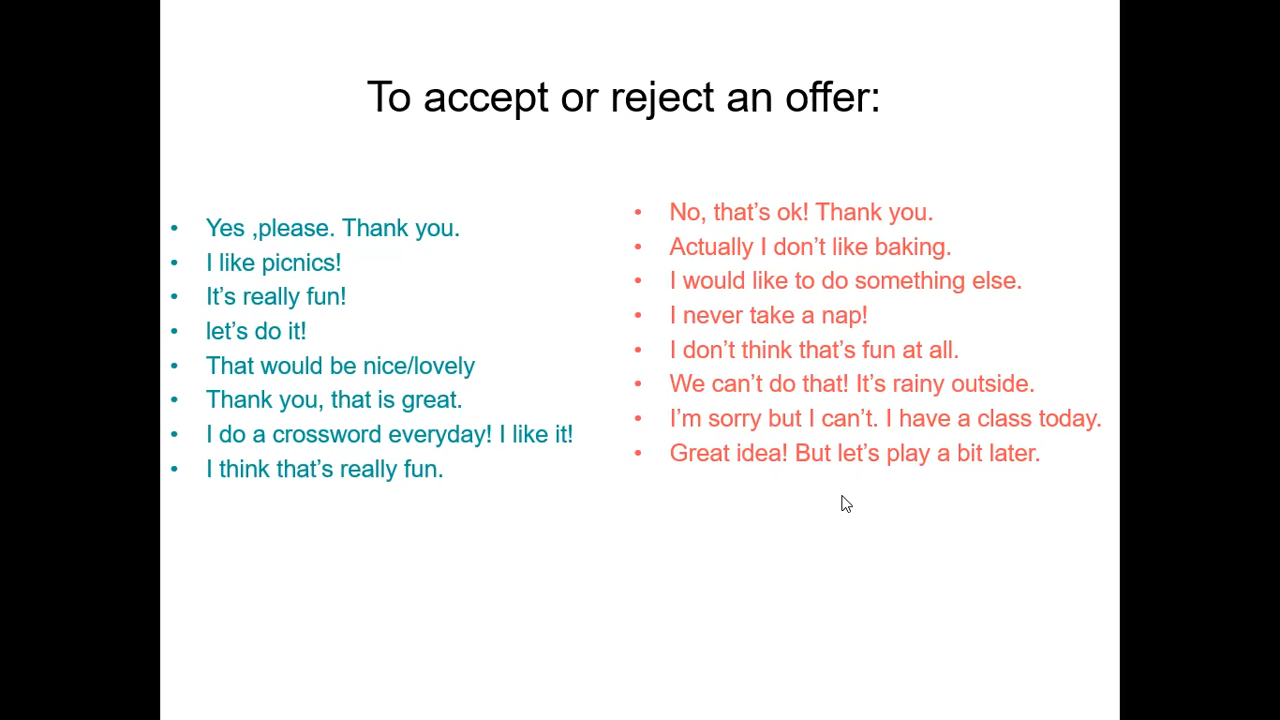 To accept or reject an offer:
• Yes ,please. Thank you.
• I like picnics!
• It's really fun!
• let's do it!
• That would be nice/lovely
• Thank you, that is great.
• I do a crossword everyday! I like it!
• I think that's really fun.
• No, that's ok! Thank you.
• Actually I don't like baking.
• I would like to do something else.
• I never take a nap!
• I don't think that's fun at all.
• We can't do that! It's rainy outside.
• I'm sorry but I can't. I have a class today.
• Great idea! But let's play a bit later.